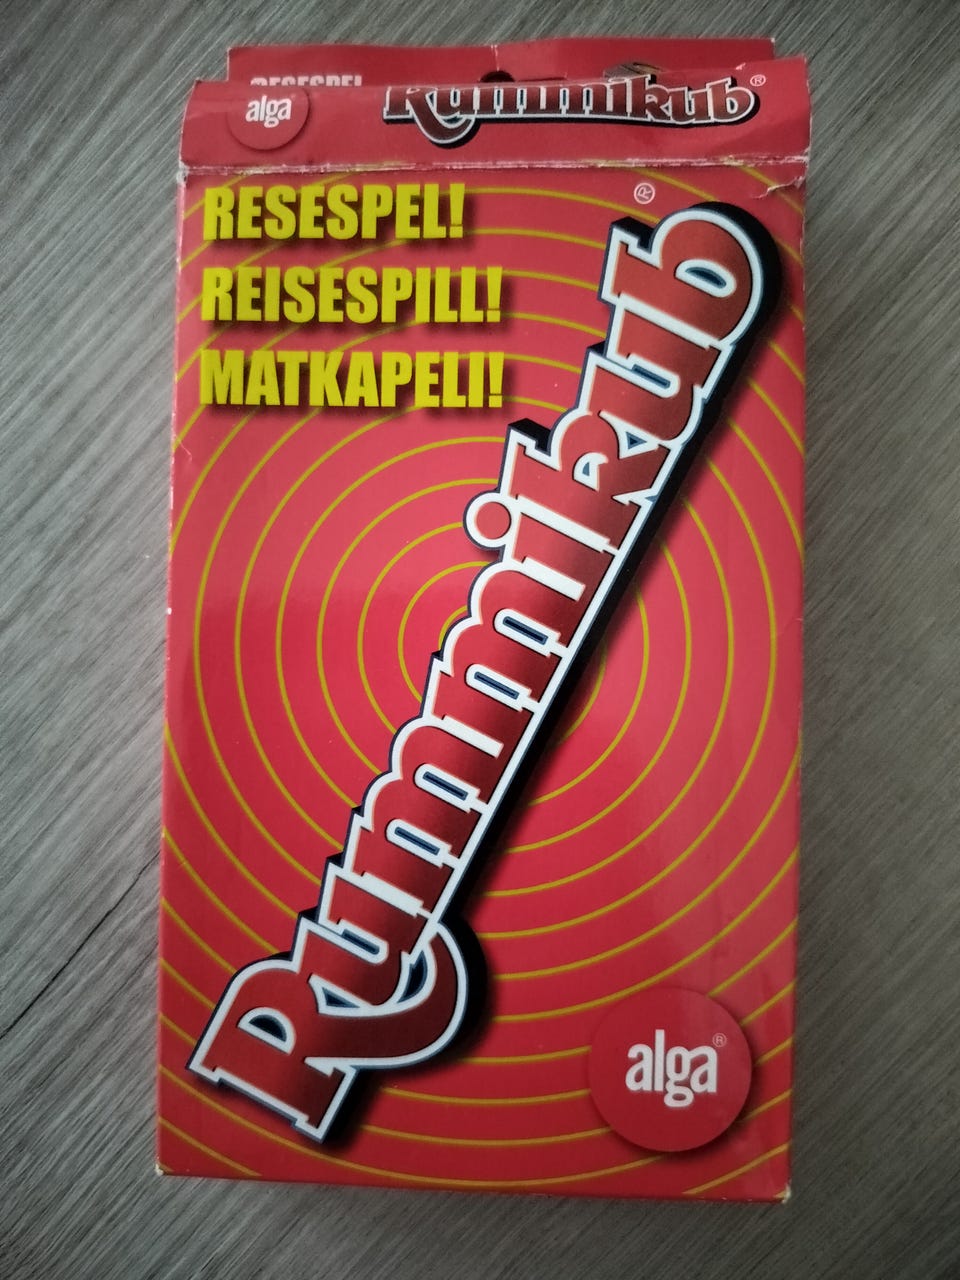 RESESPEL
alga
Rummikub®
RESESPEL!
REISESPILL!
MATKAPELI!
Rummikub®
alga®